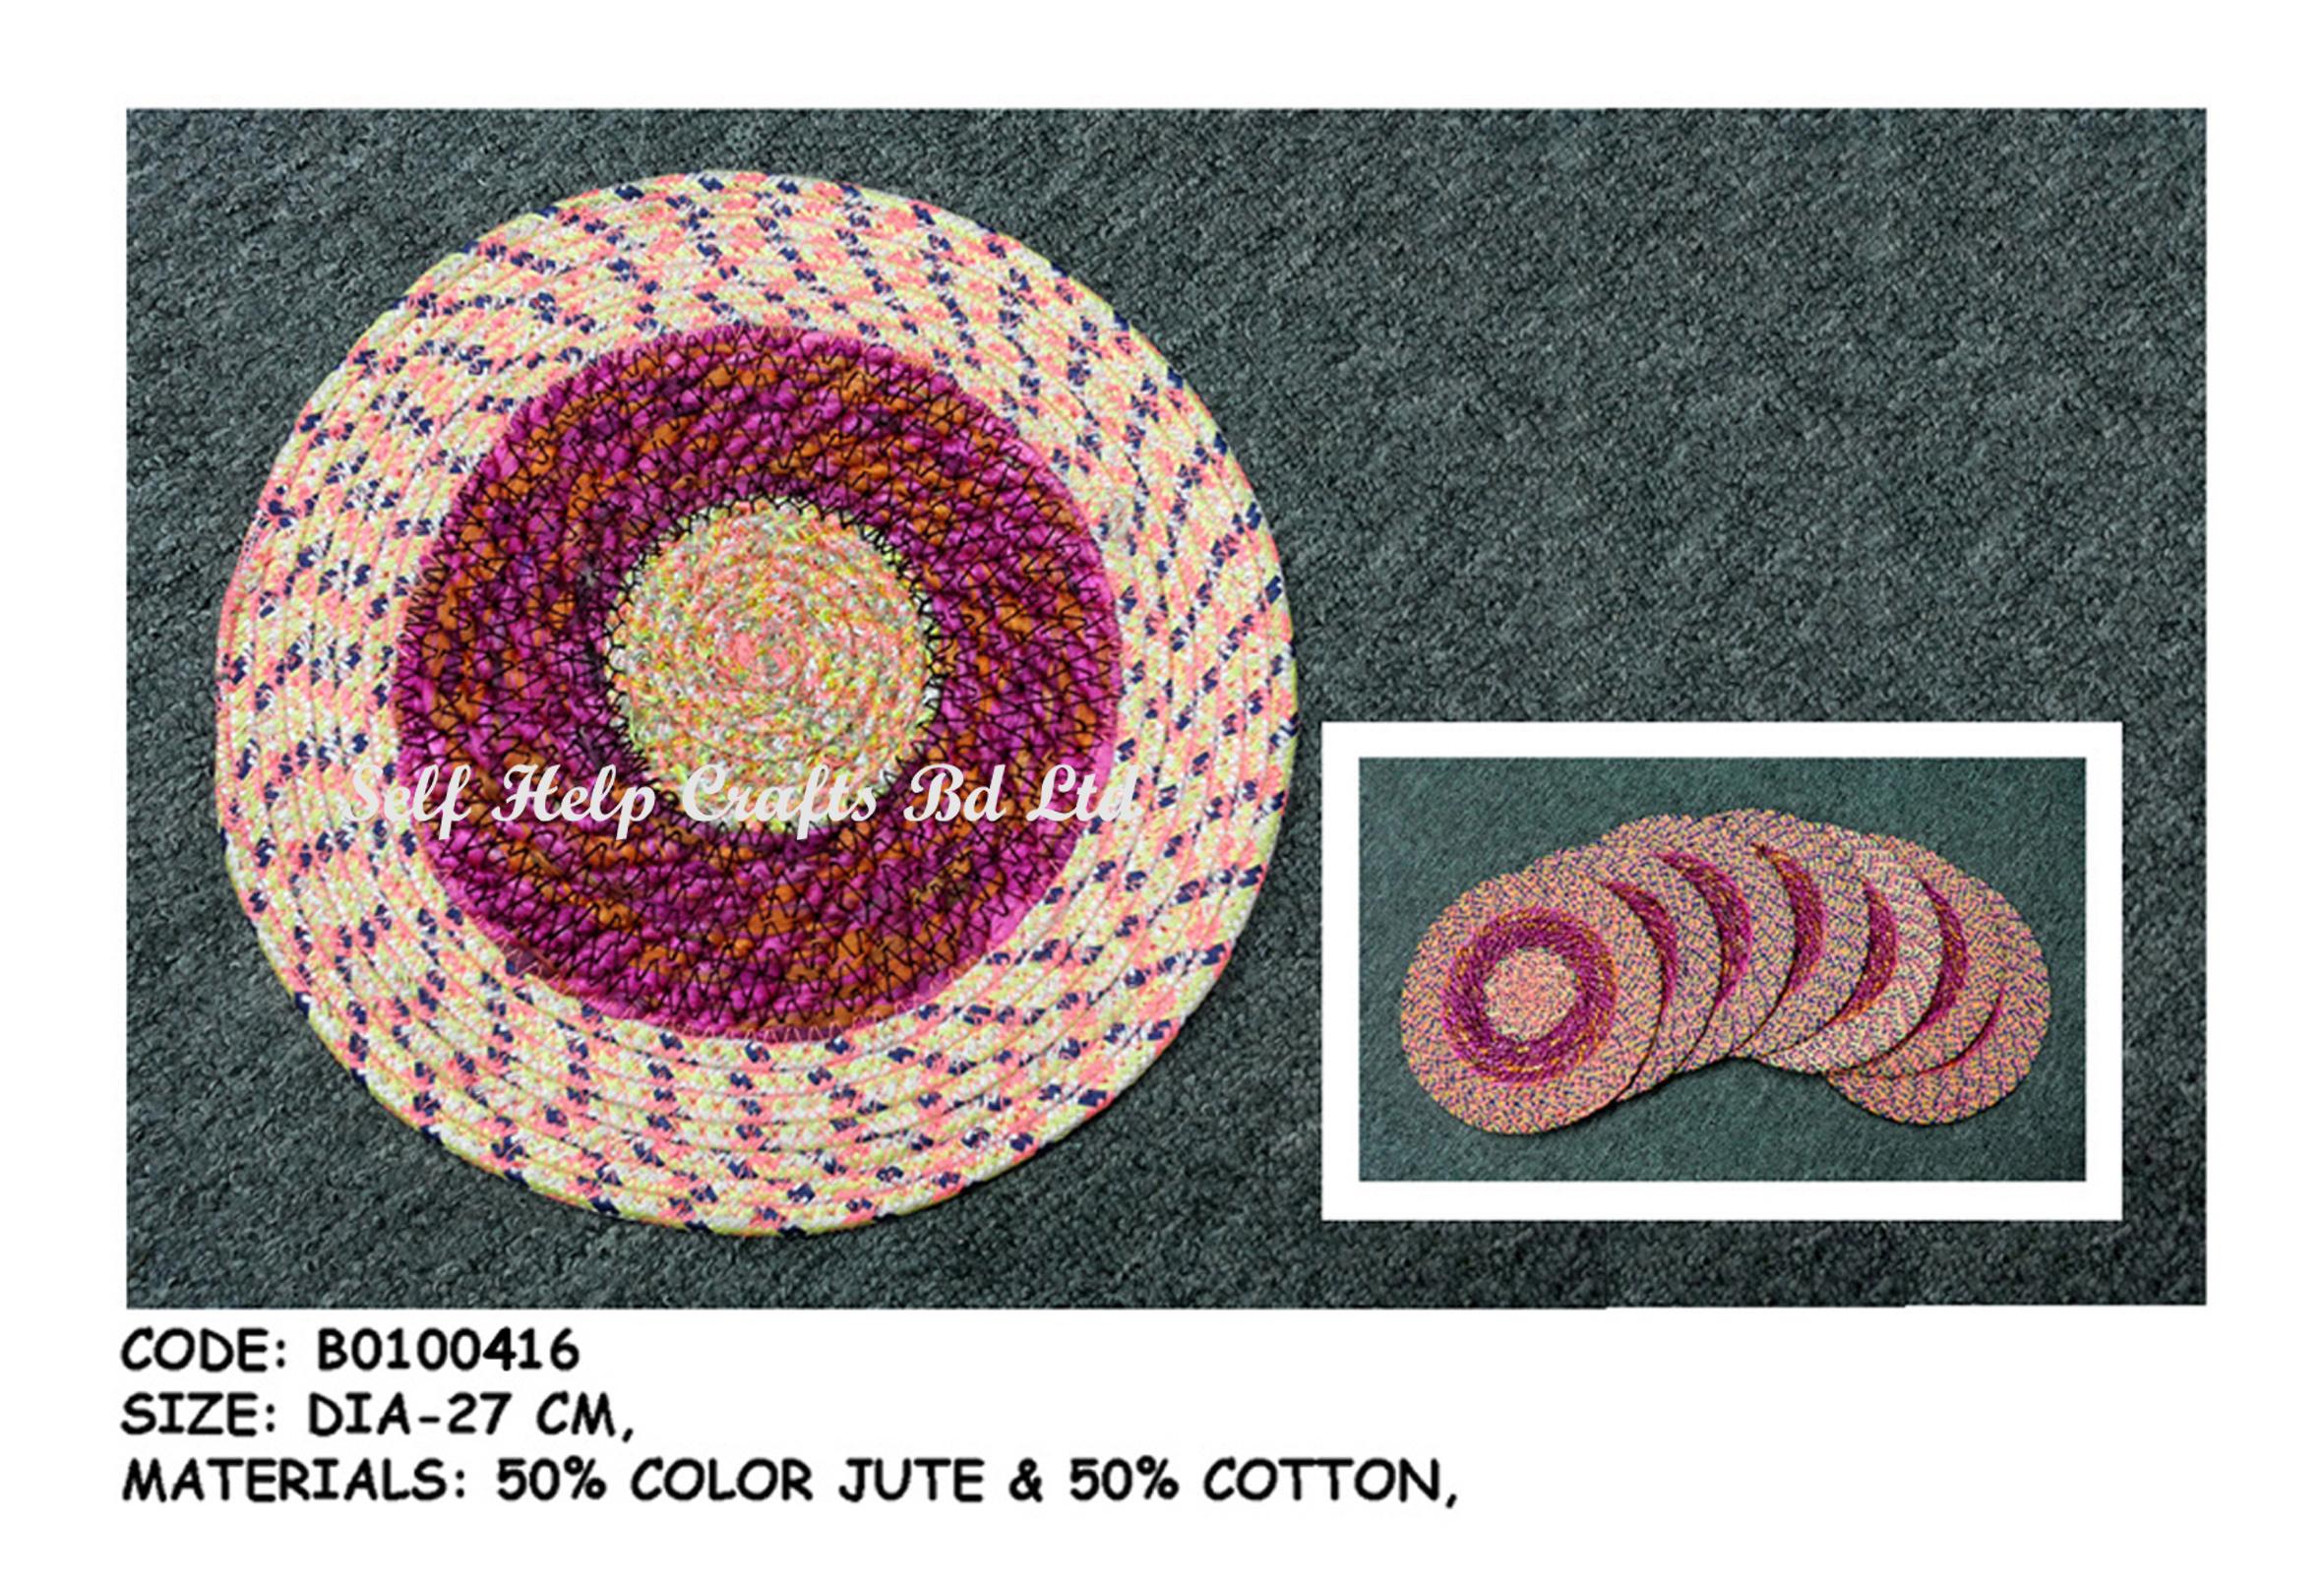 Self Help Crafts Bd Ltd
CODE: B0100416
SIZE: DIA-27 CM,
MATERIALS: 50% COLOR JUTE & 50% COTTON,